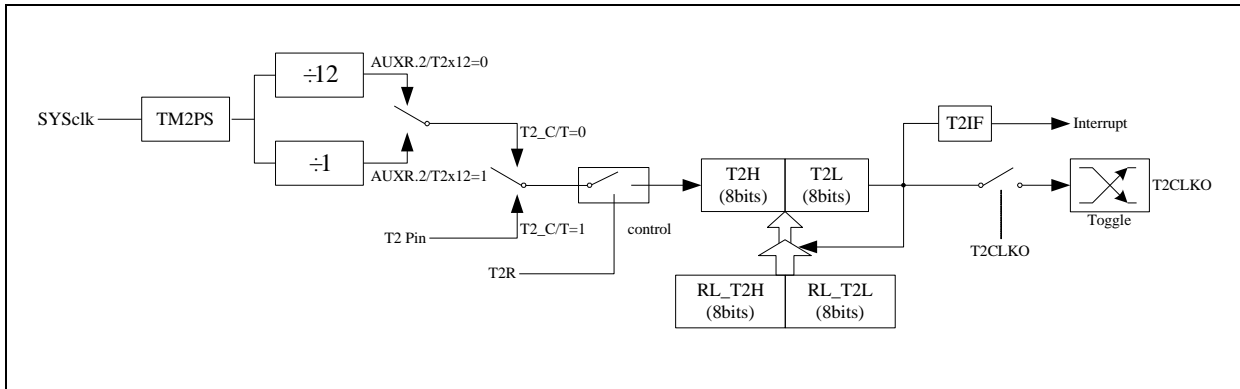 ÷12
AUXR.2/T2x12=0
SYSclk
TM2PS
T2_C/T=0
÷1
AUXR.2/T2x12=1
T2 Pin
T2_C/T=1
control
T2R
T2H
(8bits)
T2L
(8bits)
T2IF
Interrupt
T2CLKO
Toggle
T2CLKO
RL_T2H
(8bits)
RL_T2L
(8bits)